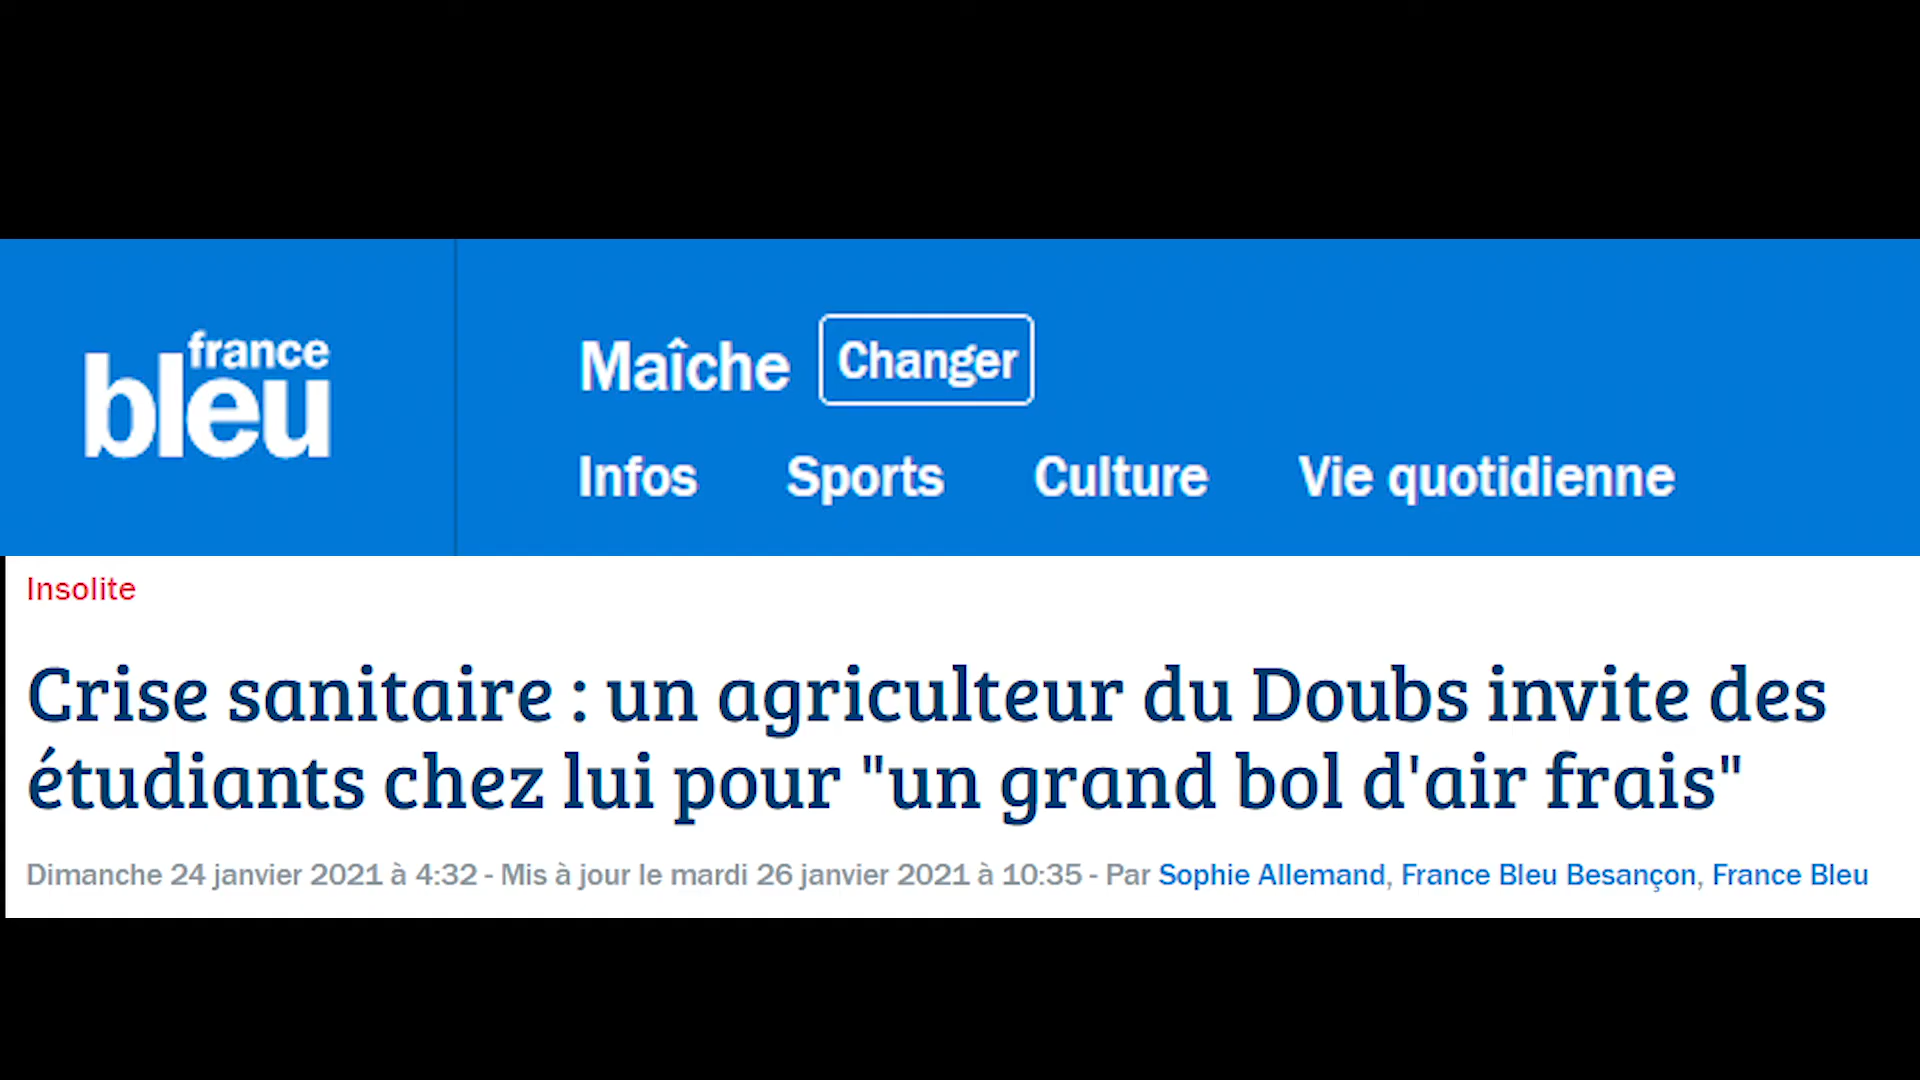 france
bleu
Maîche Changer
Infos Sports Culture Vie quotidienne
Insolite
Crise sanitaire : un agriculteur du Doubs invite des
étudiants chez lui pour "un grand bol d'air frais"
Dimanche 24 janvier 2021 à 4:32 - Mis à jour le mardi 26 janvier 2021 à 10:35 - Par Sophie Allemand, France Bleu Besançon, France Bleu